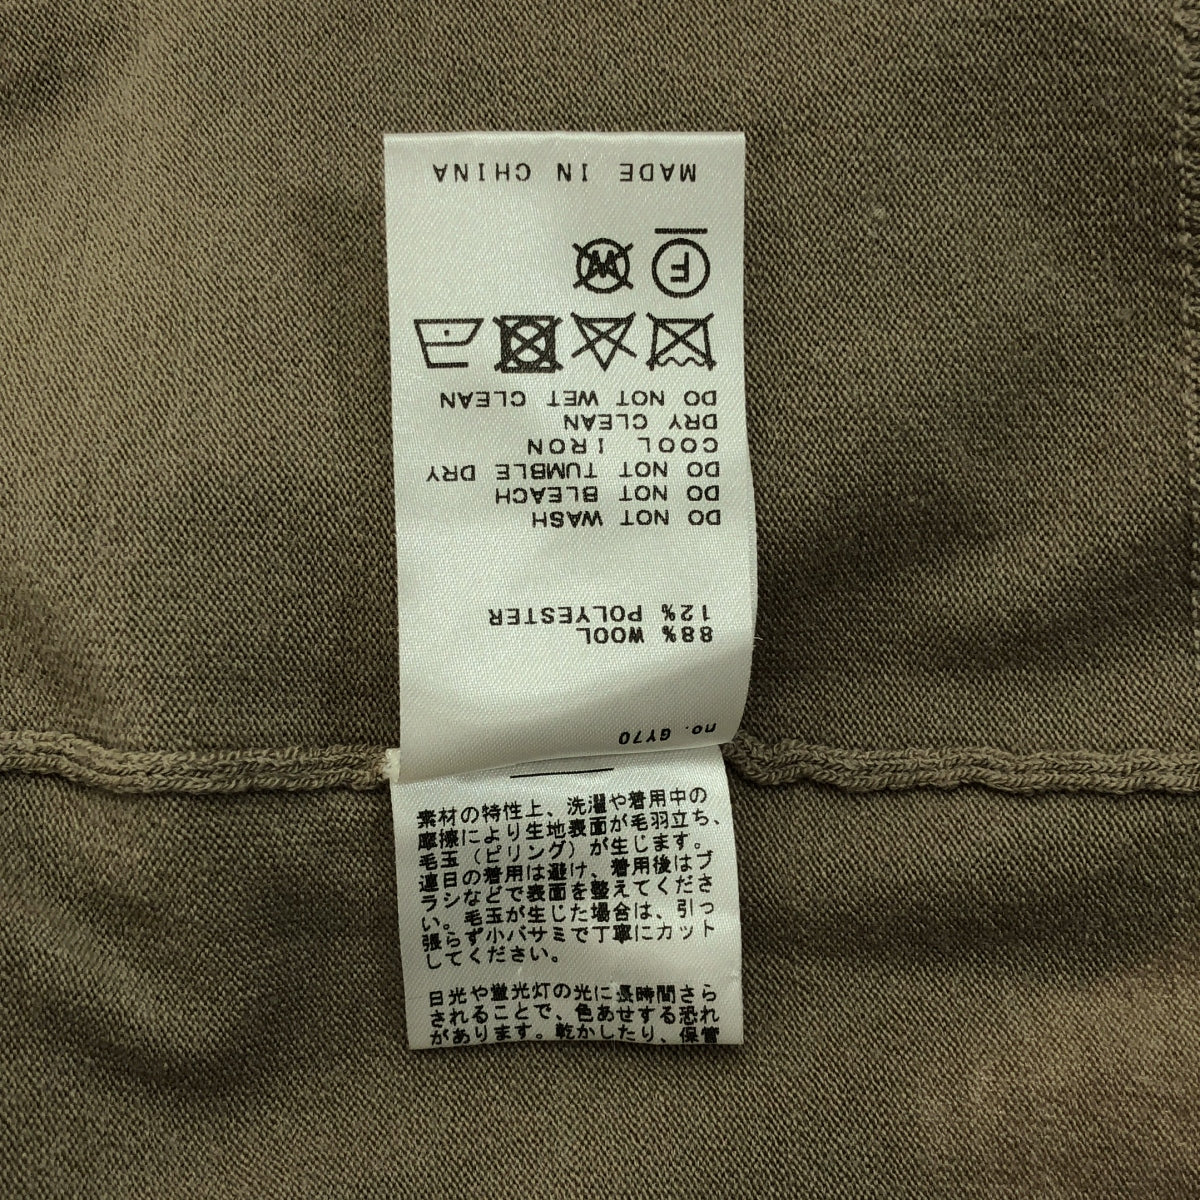 no. GY70
88% WOOL
12% POLYESTER
DO NOT WASH
DO NOT BLEACH
DO NOT TUMBLE DRY
COOL IRON
DRY CLEAN
DO NOT WET CLEAN
F W
MADE IN CHINA
素材の特性上、洗濯や着用中の
摩擦により生地表面が毛羽立ち、
毛玉（ピリング）が生じます。
連日の着用は避け、着用後はブ
ラシなどで表面を整えてくださ
い。毛玉が生じた場合は、引っ
張らず小バサミで丁寧にカット
してください。
日光や蛍光灯の光に長時間さら
されることで、色あせする恐れ
があります。乾かしたり、保管